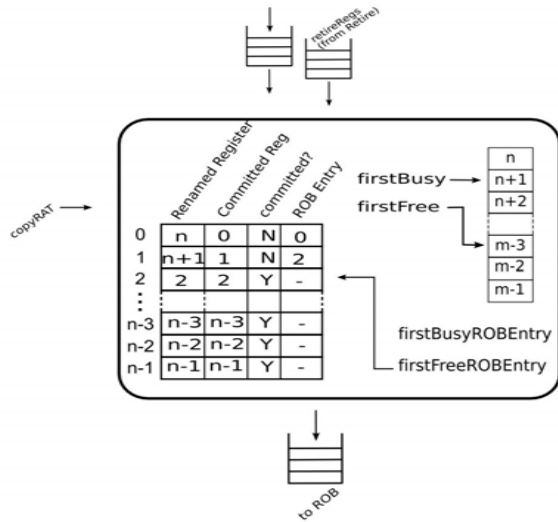 retireRegs
(from Retire)
Renamed Register
Committed Reg
committed?
ROB Entry
copyRAT
0 n 0 N 0
1 n+1 1 N 2
2 2 2 Y -
n-3 n-3 n-3 Y -
n-2 n-2 n-2 Y -
n-1 n-1 n-1 Y -
firstBusy
firstFree
n
n+1
n+2
m-3
m-2
m-1
firstBusyROBEntry
firstFreeROBEntry
to ROB